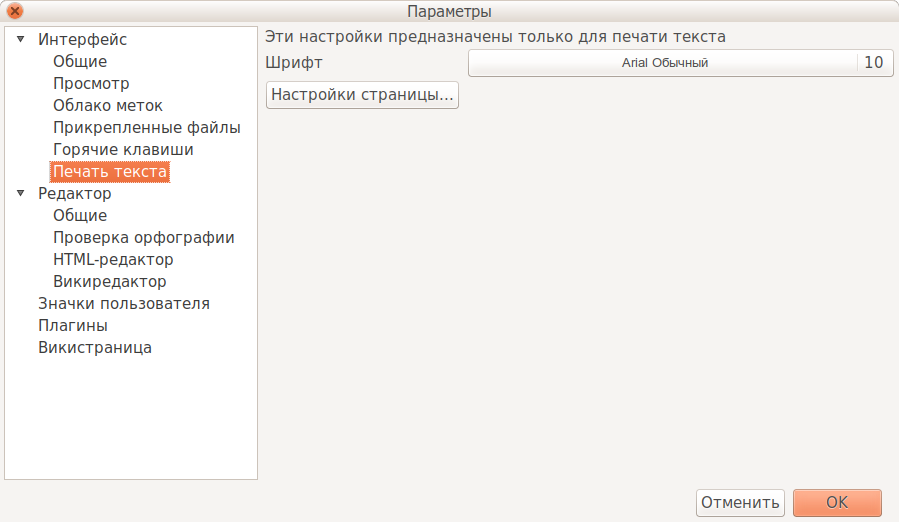 Параметры
Интерфейс
Общие
Просмотр
Облако меток
Прикрепленные файлы
Горячие клавиши
Печать текста
Редактор
Общие
Проверка орфографии
HTML-редактор
Викиредактор
Значки пользователя
Плагины
Викистраница
Эти настройки предназначены только для печати текста
Шрифт Arial Обычный 10
Настройки страницы...
Отменить OK